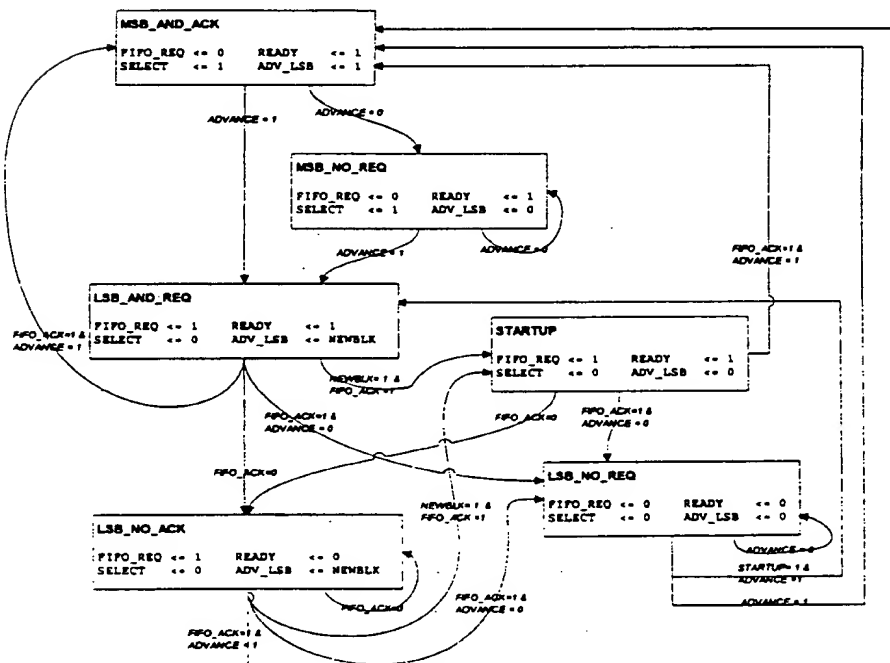 MSB_AND_ACK
FIFO_REQ <= 0 READY <= 1
SELECT <= 1 ADV_LSB <= 1
ADVANCE = 1
ADVANCE = 0
MSB_NO_REQ
FIFO_REQ <= 0 READY <= 1
SELECT <= 1 ADV_LSB <= 0
ADVANCE = 1
ADVANCE = 0
FIFO_ACK=1 &
ADVANCE = 1
LSB_AND_REQ
FIFO_REQ <= 1 READY <= 1
SELECT <= 0 ADV_LSB <= NEWBLK
FIFO_ACK=1 &
ADVANCE = 1
STARTUP
FIFO_REQ <= 1 READY <= 1
SELECT <= 0 ADV_LSB <= 0
NEWBLK= 1 &
FIFO_ACK =1
FIFO_ACK=1 &
ADVANCE = 0
FIFO_ACK=0
FIFO_ACK=1 &
ADVANCE = 0
FIFO_ACK=0
LSB_NO_REQ
FIFO_REQ <= 0 READY <= 0
SELECT <= 0 ADV_LSB <= 0
NEWBLK= 1 &
FIFO_ACK =1
LSB_NO_ACK
FIFO_REQ <= 1 READY <= 0
SELECT <= 0 ADV_LSB <= NEWBLK
ADVANCE = 0
STARTUP= 1 &
ADVANCE =1
ADVANCE = 1
FIFO_ACK=0
FIFO_ACK=1 &
ADVANCE = 0
FIFO_ACK=1 &
ADVANCE = 1